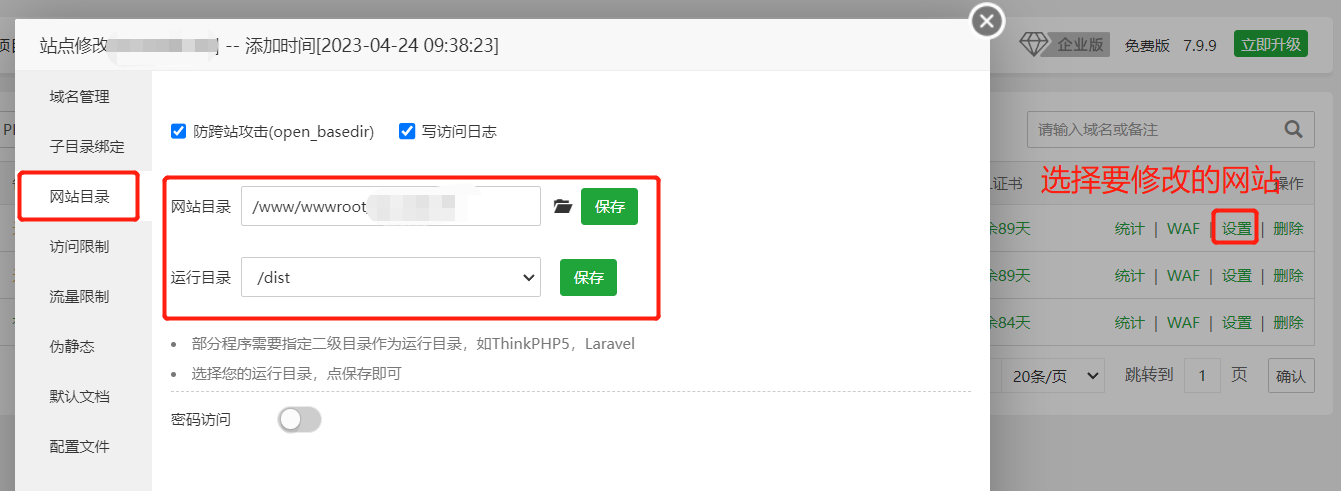 站点修改 ] -- 添加时间[2023-04-24 09:38:23]
企业版 免费版 7.9.9 立即升级
域名管理
子目录绑定
网站目录
访问限制
流量限制
伪静态
默认文档
配置文件
防跨站攻击(open_basedir) 写访问日志
网站目录 /www/wwwroot 保存
运行目录 /dist 保存
部分程序需要指定二级目录作为运行目录，如ThinkPHP5，Laravel
选择您的运行目录，点保存即可
密码访问
请输入域名或备注
选择要修改的网站
证书 操作
余89天 统计 | WAF | 设置 | 删除
余89天 统计 | WAF | 设置 | 删除
余84天 统计 | WAF | 设置 | 删除
20条/页 跳转到 1 页 确认